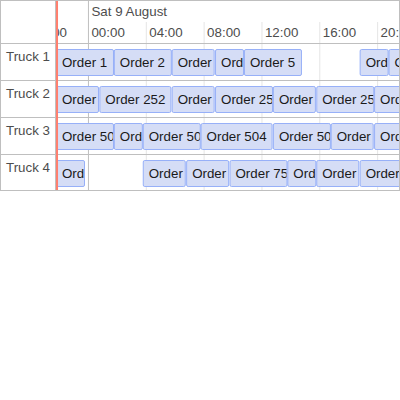 Sat 9 August
00 00:00 04:00 08:00 12:00 16:00 20:
Truck 1 Order 1 Order 2 Order Ord Order 5 Ord
Truck 2 Order Order 252 Order Order 25 Order Order 25 Ord
Truck 3 Order 50 Ord Order 50 Order 504 Order 50 Order Ord
Truck 4 Ord Order Order Order 75 Ord Order Order